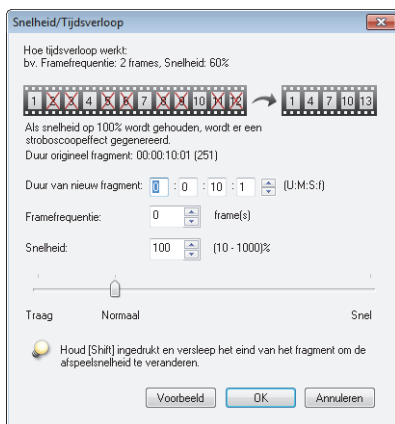 Snelheid/Tijdsverloop
Hoe tijdsverloop werkt:
bv. Framefrequentie: 2 frames, Snelheid: 60%
1 2 3 4 5 6 7 8 9 10 11 12 1 4 7 10 13
Als snelheid op 100% wordt gehouden, wordt er een
stroboscoopeffect gegenereerd.
Duur origineel fragment: 00:00:10:01 (251)
Duur van nieuw fragment: 0 : 0 : 10 : 1 (U:M:S:f)
Framefrequentie: 0 frame(s)
Snelheid: 100 (10 - 1000)%
Traag Normaal Snel
Houd [Shift] ingedrukt en versleep het eind van het fragment om de
afspeelsnelheid te veranderen.
Voorbeeld OK Annuleren